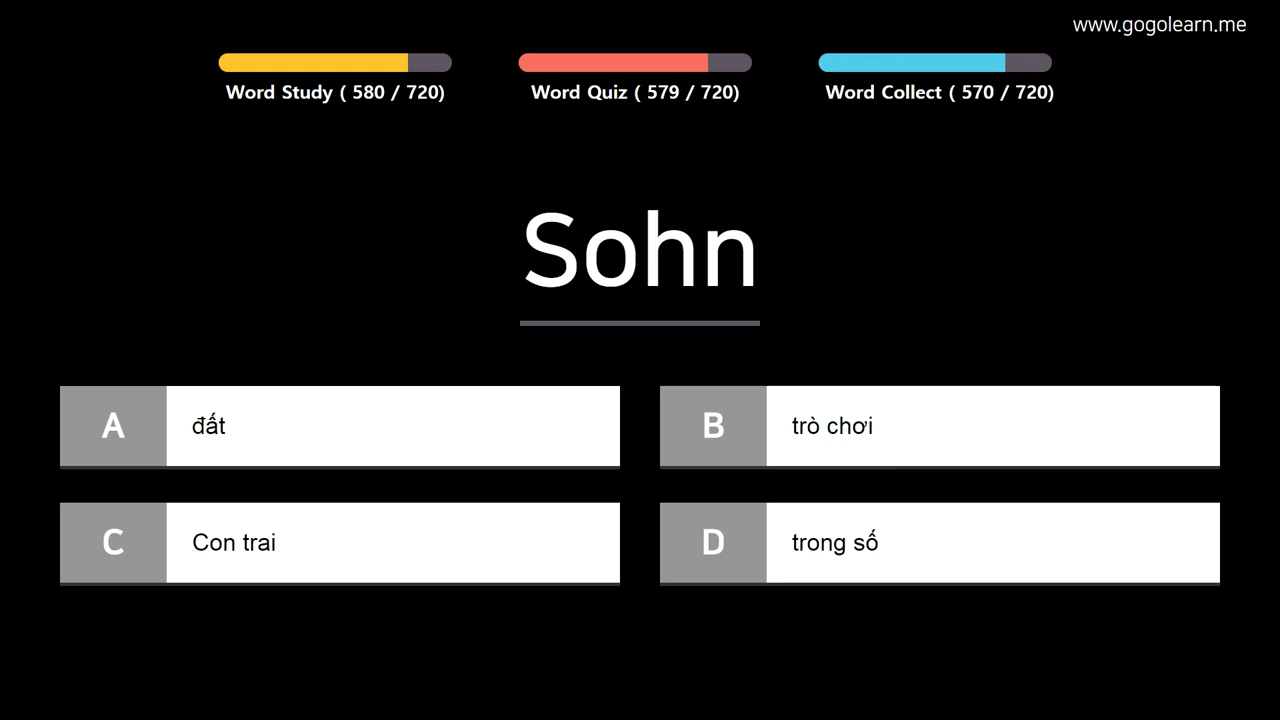 www.gogolearn.me
Word Study ( 580 / 720)
Word Quiz ( 579 / 720)
Word Collect ( 570 / 720)
Sohn
A đất
B trò chơi
C Con trai
D trong số